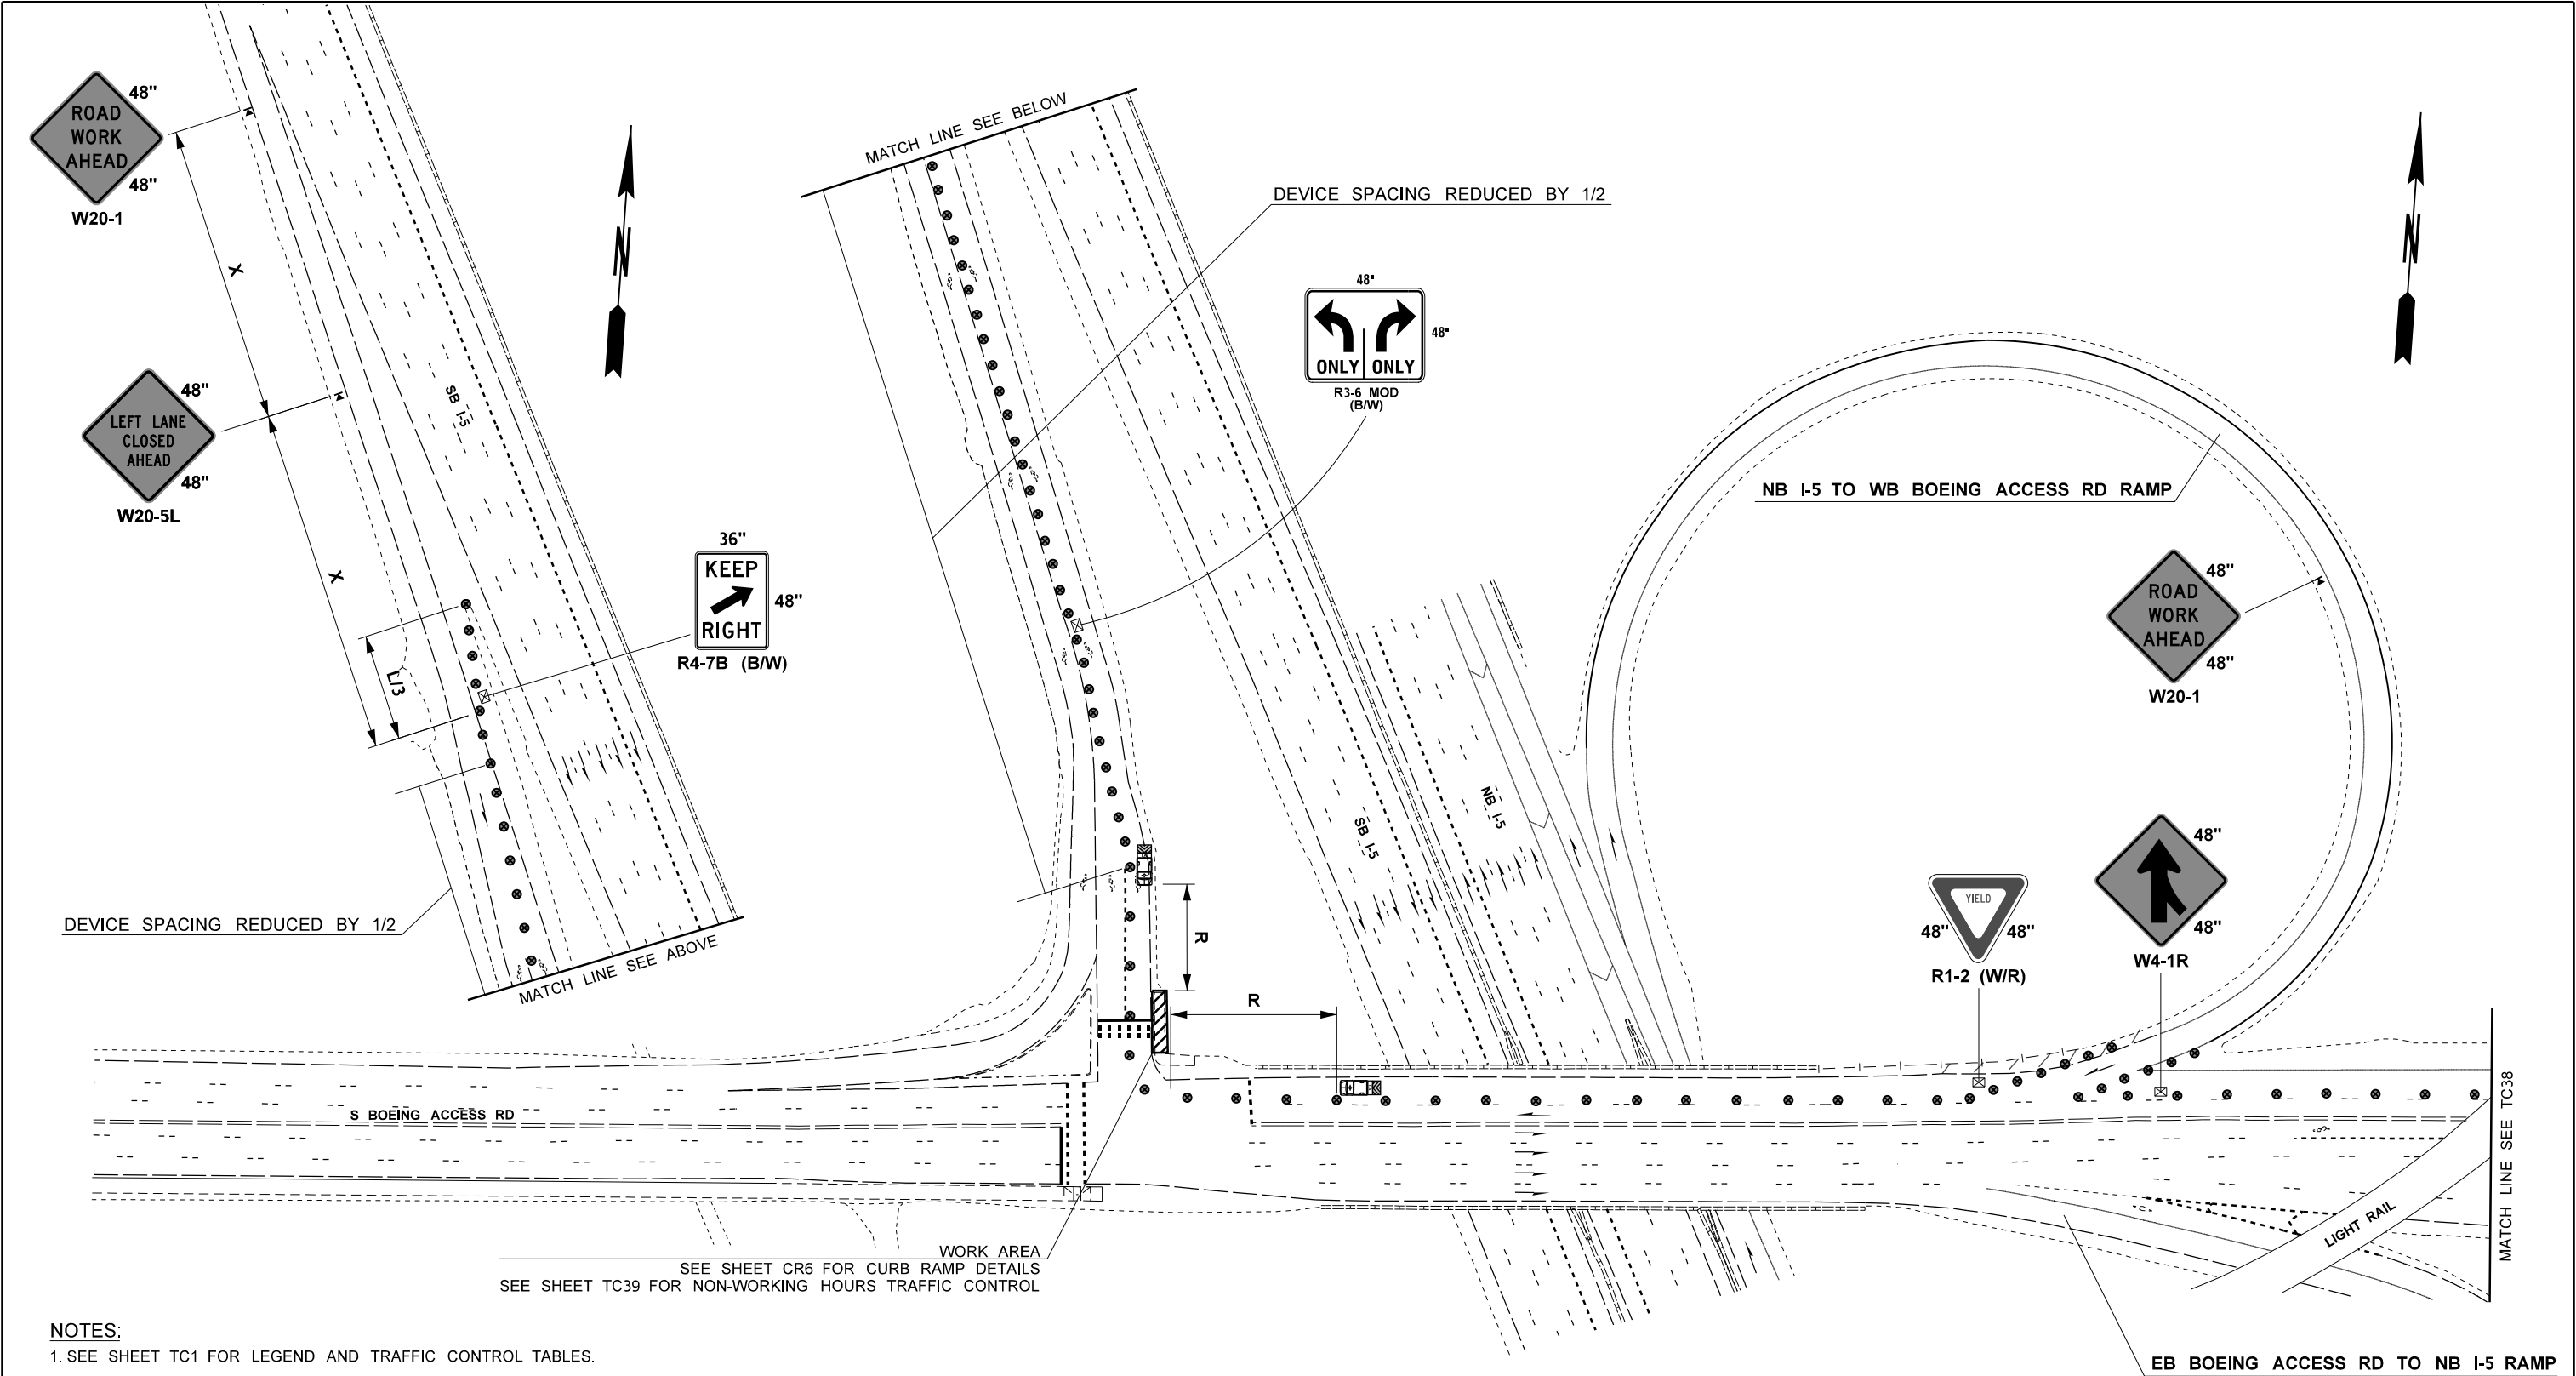 ROAD
WORK
AHEAD
48"
48"
W20-1
X
LEFT LANE
CLOSED
AHEAD
48"
48"
W20-5L
X
L/3
SB I-5
N
KEEP
RIGHT
36"
48"
R4-7B (B/W)
DEVICE SPACING REDUCED BY 1/2
MATCH LINE SEE ABOVE
MATCH LINE SEE BELOW
DEVICE SPACING REDUCED BY 1/2
48"
48"
ONLY ONLY
R3-6 MOD
(B/W)
N
NB I-5 TO WB BOEING ACCESS RD RAMP
ROAD
WORK
AHEAD
48"
48"
W20-1
SB I-5
NB I-5
R
R
YIELD
48" 48"
R1-2 (W/R)
48"
48"
W4-1R
S BOEING ACCESS RD
WORK AREA
SEE SHEET CR6 FOR CURB RAMP DETAILS
SEE SHEET TC39 FOR NON-WORKING HOURS TRAFFIC CONTROL
LIGHT RAIL
MATCH LINE SEE TC38
NOTES:
1. SEE SHEET TC1 FOR LEGEND AND TRAFFIC CONTROL TABLES.
EB BOEING ACCESS RD TO NB I-5 RAMP